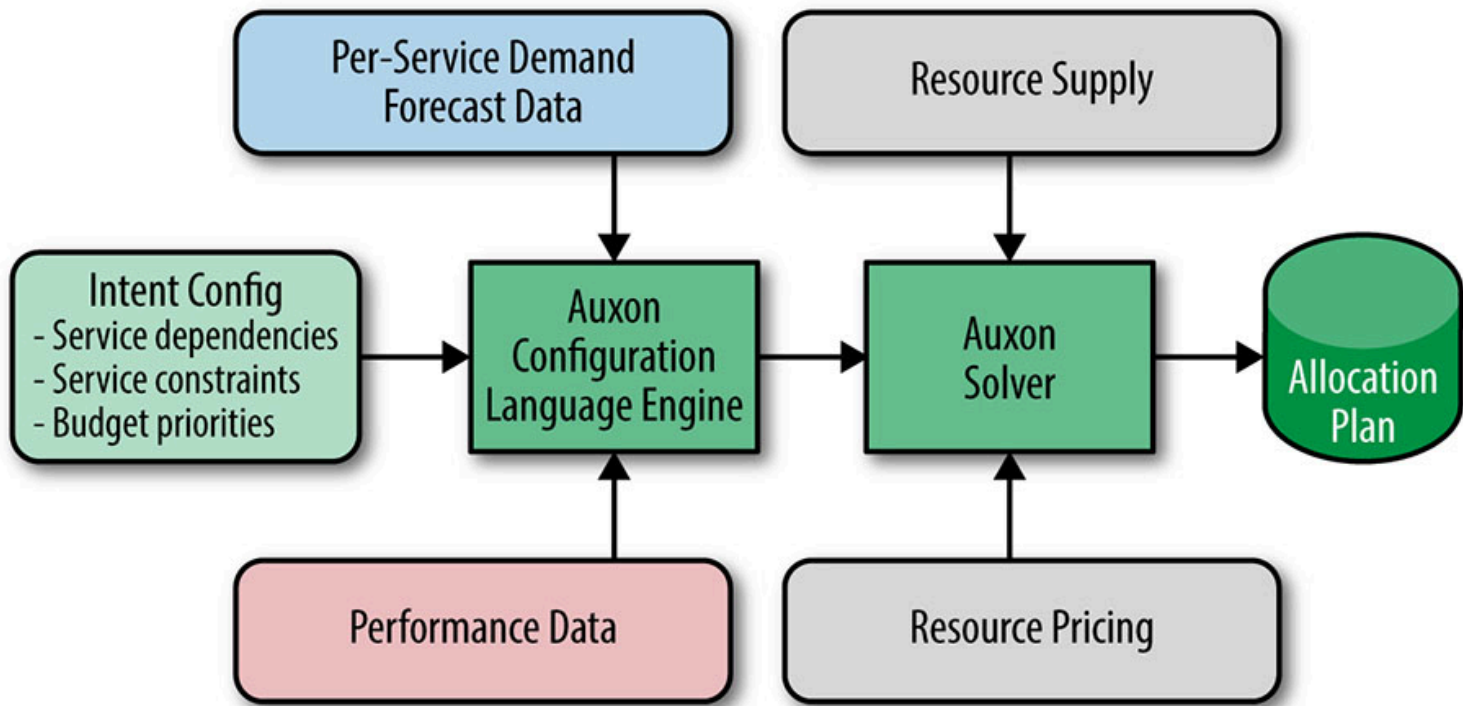 Per-Service Demand
Forecast Data
Resource Supply
Intent Config
- Service dependencies
- Service constraints
- Budget priorities
Auxon
Configuration
Language Engine
Auxon
Solver
Allocation
Plan
Performance Data
Resource Pricing